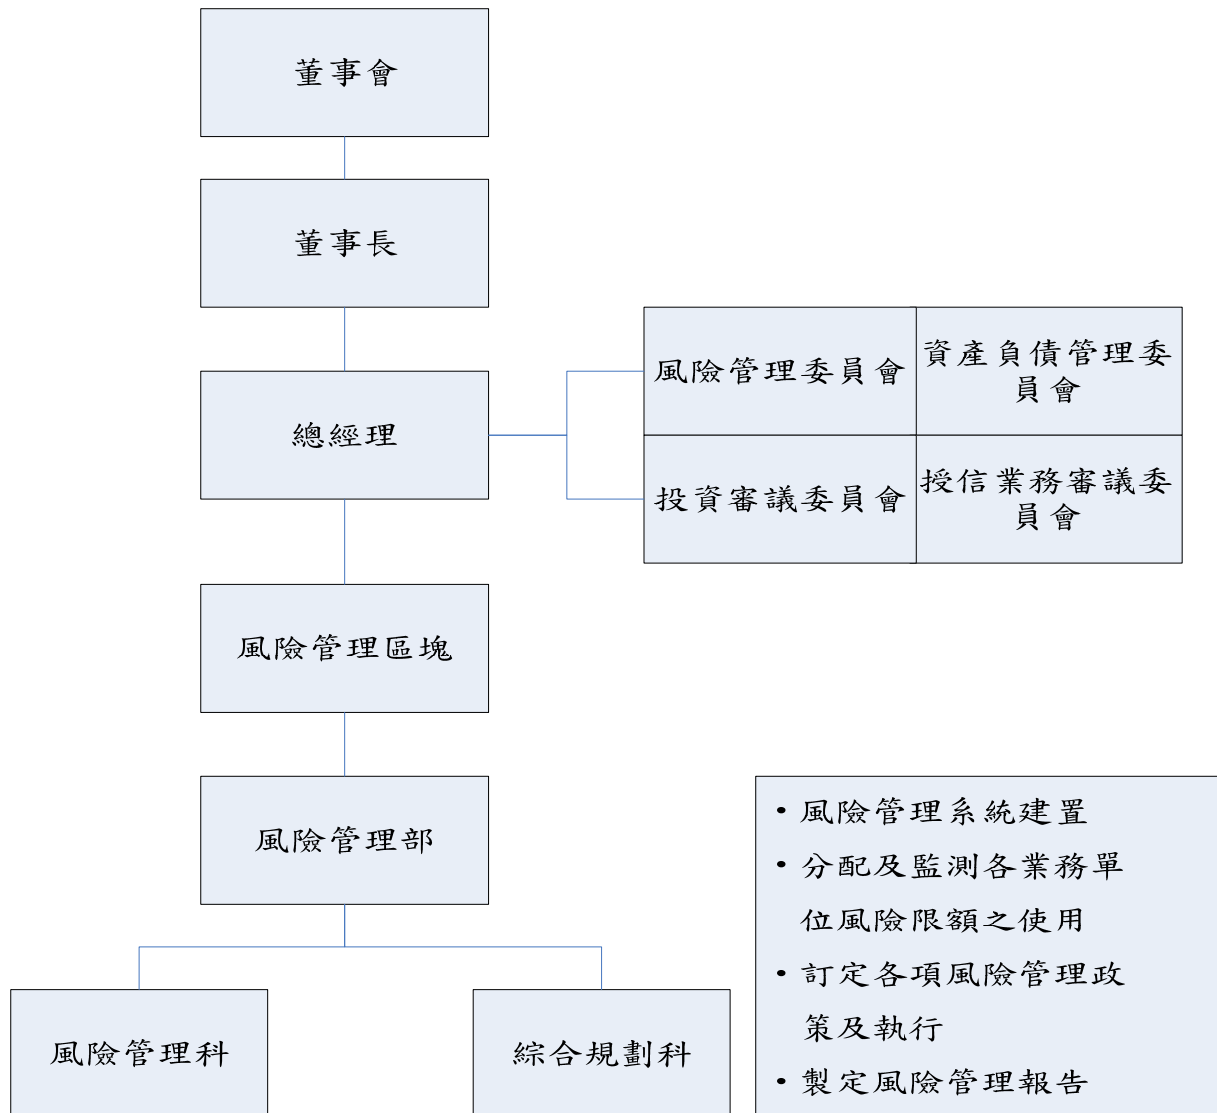 董事會
董事長
總經理
風險管理委員會
資產負債管理委
員會
投資審議委員會
授信業務審議委
員會
風險管理區塊
風險管理部
風險管理科
綜合規劃科
•風險管理系統建置
•分配及監測各業務單
位風險限額之使用
•訂定各項風險管理政
策及執行
•製定風險管理報告